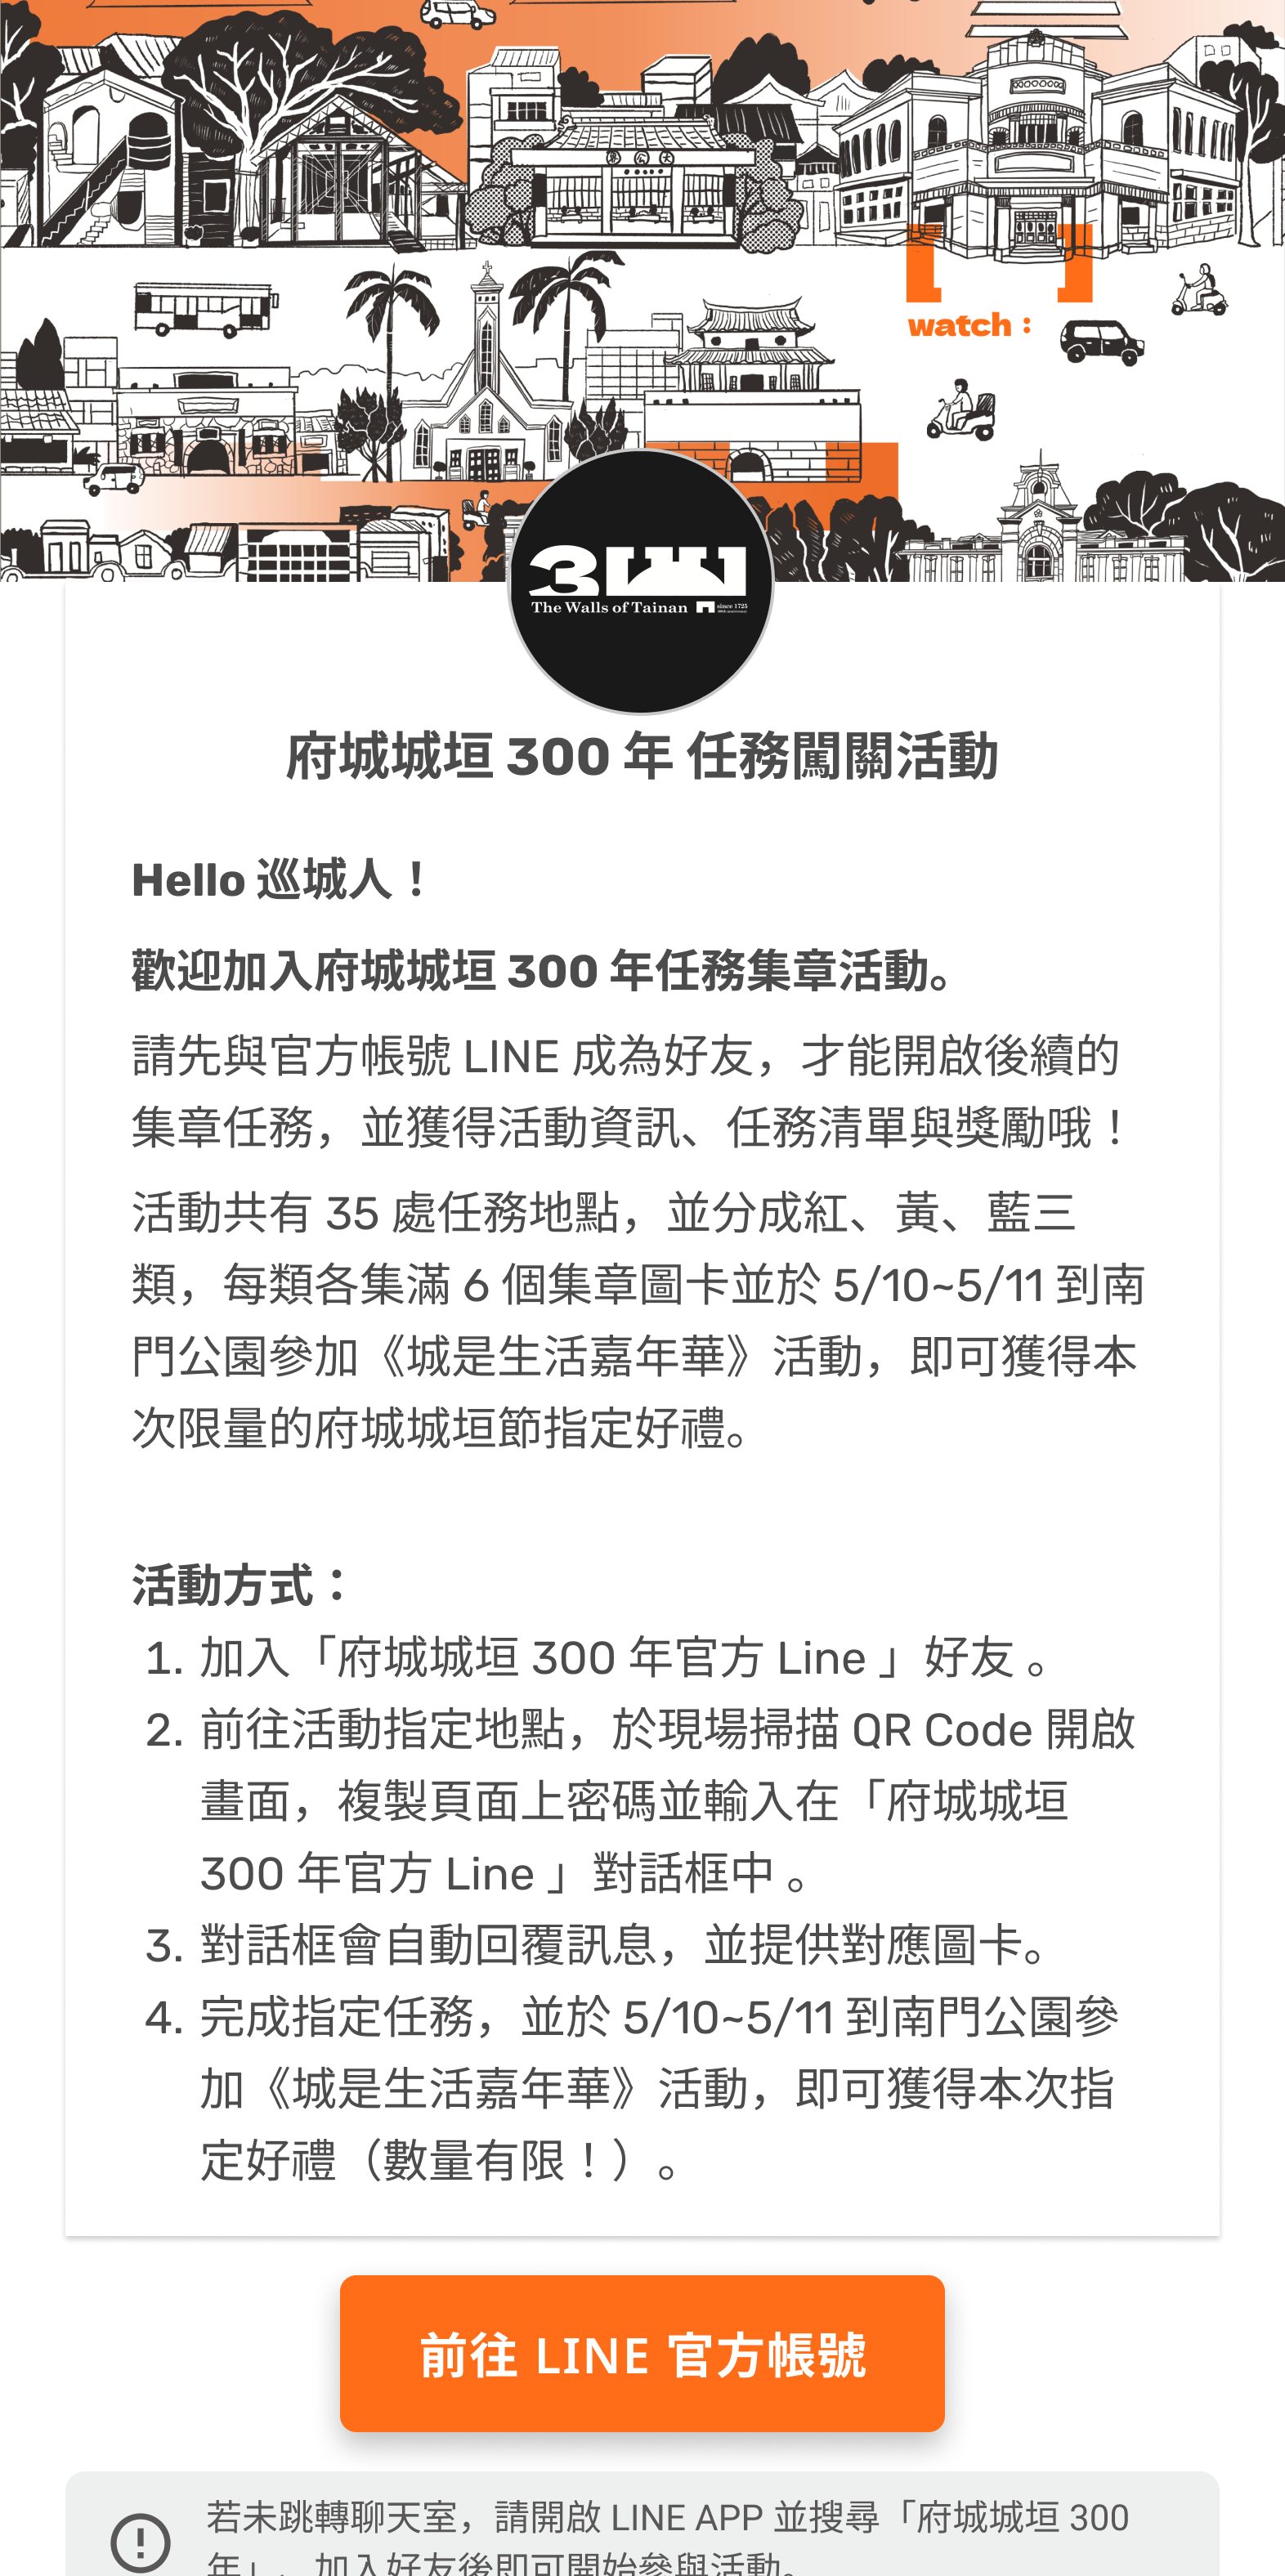 大公街
watch：
3
The Walls of Tainan
since 1725
府城城垣 300 年 任務闖關活動
Hello 巡城人！
歡迎加入府城城垣 300 年任務集章活動。
請先與官方帳號 LINE 成為好友，才能開啟後續的
集章任務，並獲得活動資訊、任務清單與獎勵哦！
活動共有 35 處任務地點，並分成紅、黃、藍三
類，每類各集滿 6 個集章圖卡並於 5/10~5/11 到南
門公園參加《城是生活嘉年華》活動，即可獲得本
次限量的府城城垣節指定好禮。
活動方式：
1. 加入「府城城垣 300 年官方 Line 」好友 。
2. 前往活動指定地點，於現場掃描 QR Code 開啟
畫面，複製頁面上密碼並輸入在「府城城垣
300 年官方 Line 」對話框中 。
3. 對話框會自動回覆訊息，並提供對應圖卡。
4. 完成指定任務，並於 5/10~5/11 到南門公園參
加《城是生活嘉年華》活動，即可獲得本次指
定好禮（數量有限！）。
前往 LINE 官方帳號
若未跳轉聊天室，請開啟 LINE APP 並搜尋「府城城垣 300
年」，加入好友後即可開始參與活動。